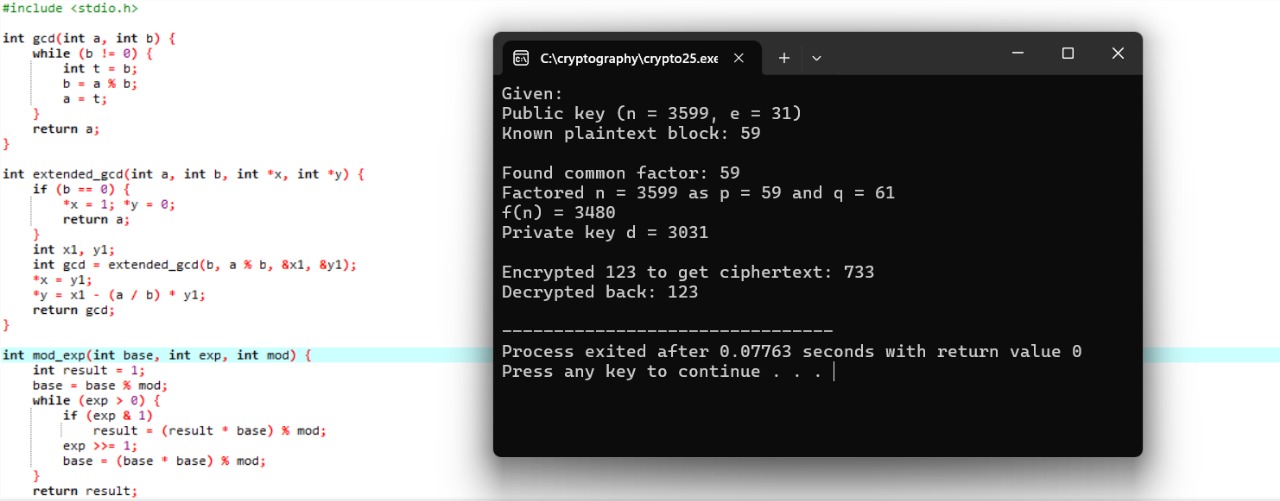 #include <stdio.h>
int gcd(int a, int b) {
    while (b != 0) {
        int t = b;
        b = a % b;
        a = t;
    }
    return a;
}
int extended_gcd(int a, int b, int *x, int *y) {
    if (b == 0) {
        *x = 1; *y = 0;
        return a;
    }
    int x1, y1;
    int gcd = extended_gcd(b, a % b, &x1, &y1);
    *x = y1;
    *y = x1 - (a / b) * y1;
    return gcd;
}
int mod_exp(int base, int exp, int mod) {
    int result = 1;
    base = base % mod;
    while (exp > 0) {
        if (exp & 1)
            result = (result * base) % mod;
        exp >>= 1;
        base = (base * base) % mod;
    }
    return result;
C:\cryptography\crypto25.exe
Given:
Public key (n = 3599, e = 31)
Known plaintext block: 59
Found common factor: 59
Factored n = 3599 as p = 59 and q = 61
f(n) = 3480
Private key d = 3031
Encrypted 123 to get ciphertext: 733
Decrypted back: 123
--------------------------------
Process exited after 0.07763 seconds with return value 0
Press any key to continue . . .